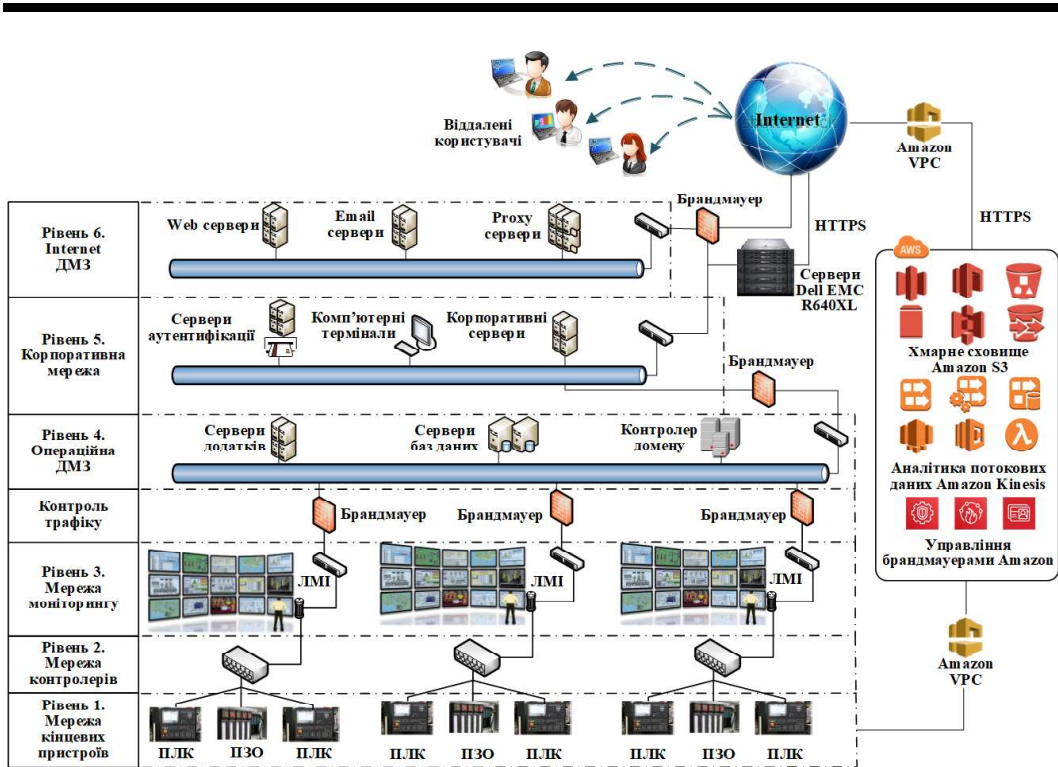 Віддалені
користувачі
Internet
Amazon
VPC
HTTPS
Рівень 6.
Internet
ДМЗ
Web сервери
Email
сервери
Proxy
сервери
Брандмауер
HTTPS
Сервери
Dell EMC
R640XL
AWS
Хмарне сховище
Amazon S3
Аналітика потокових
даних Amazon Kinesis
Управління
брандмауерами Amazon
Рівень 5.
Корпоративна
мережа
Сервери
аутентифікації
Комп’ютерні
термінали
Корпоративні
сервери
Брандмауер
Рівень 4.
Операційна
ДМЗ
Сервери
додатків
Сервери
баз даних
Контролер
домену
Контроль
трафіку
Брандмауер
Брандмауер
Брандмауер
Рівень 3.
Мережа
моніторингу
ЛМІ
ЛМІ
ЛМІ
Рівень 2.
Мережа
контролерів
Amazon
VPC
Рівень 1.
Мережа
кінцевих
пристроїв
ПЛК ПЗО ПЛК
ПЛК ПЗО ПЛК
ПЛК ПЗО ПЛК